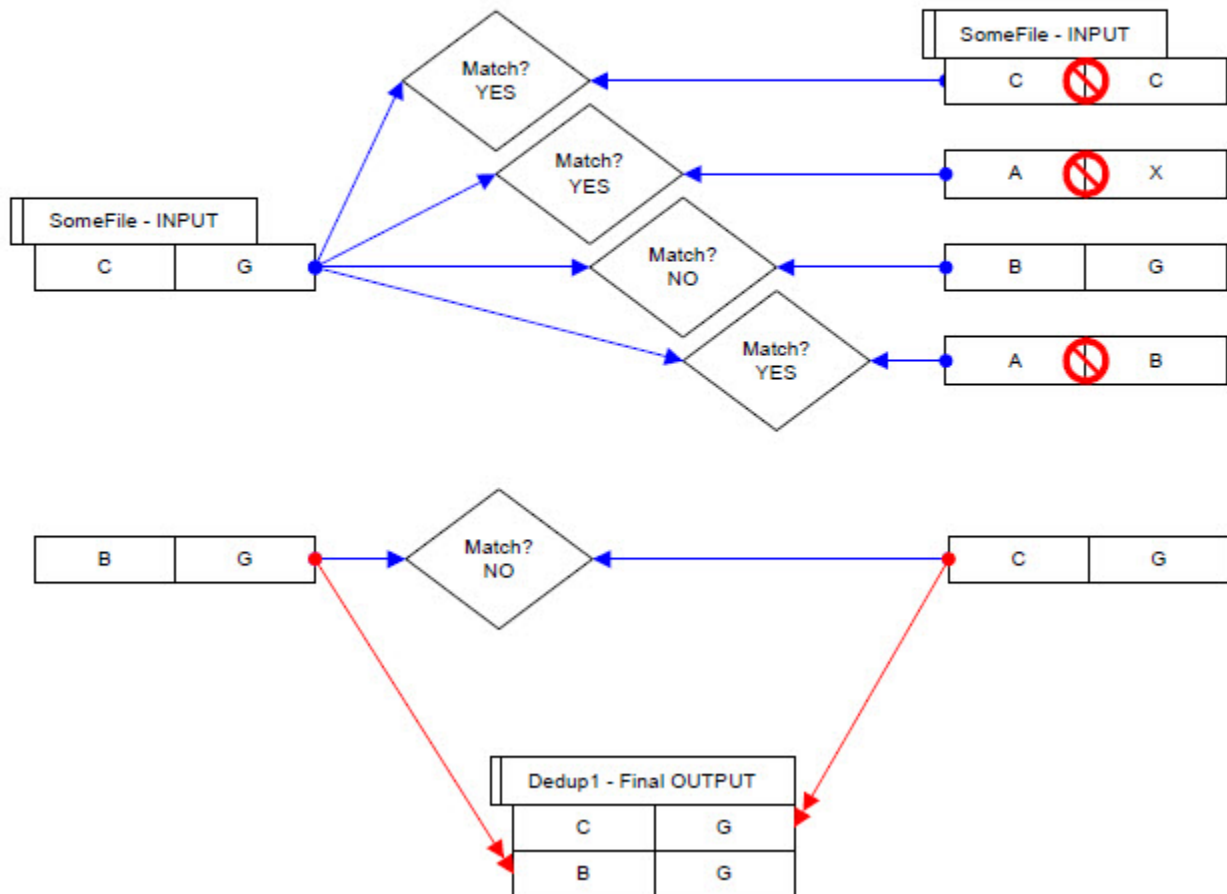 Match?
YES
SomeFile - INPUT
C C
Match?
YES
A X
SomeFile - INPUT
C G
Match?
NO
B G
Match?
YES
A B
B G
Match?
NO
C G
Dedup1 - Final OUTPUT
C G
B G